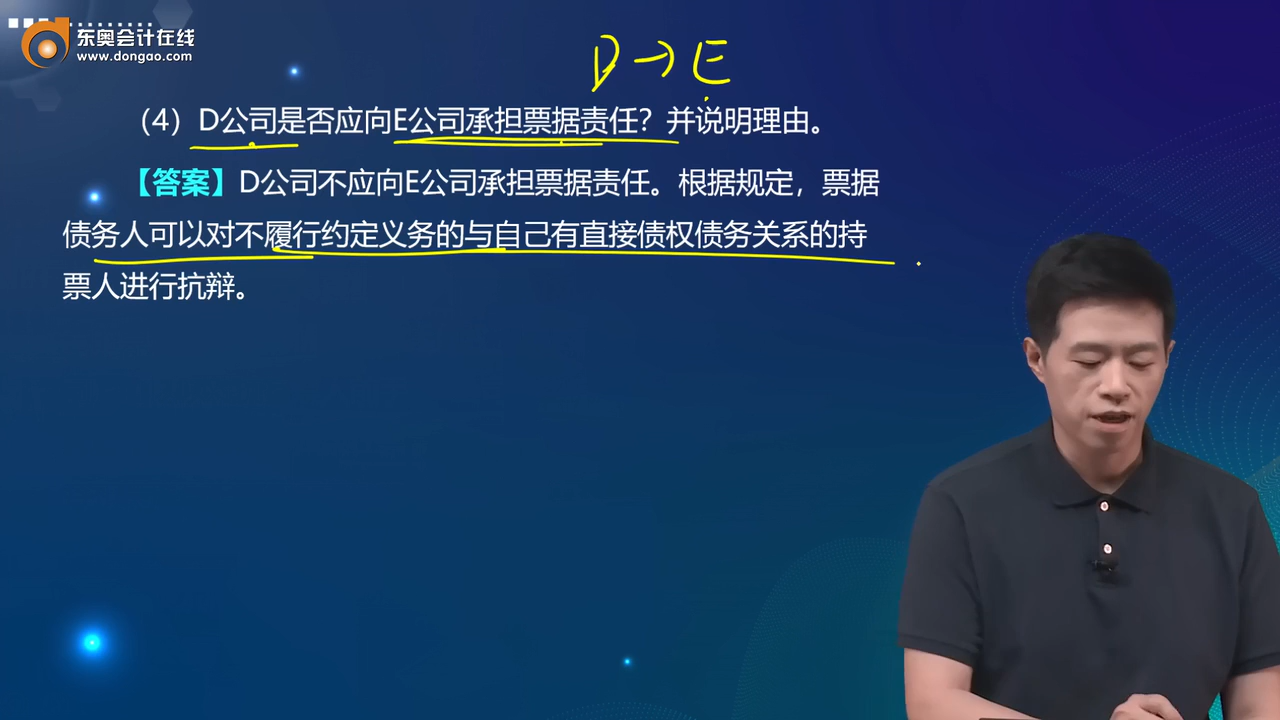 东奥会计在线
www.dongao.com
D→E
（4）D公司是否应向E公司承担票据责任？并说明理由。
【答案】D公司不应向E公司承担票据责任。根据规定，票据
债务人可以对不履行约定义务的与自己有直接债权债务关系的持
票人进行抗辩。